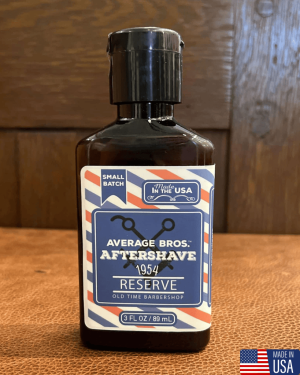 SMALL
BATCH
Made
IN THE USA
AVERAGE BROS.™
AFTERSHAVE
1954
RESERVE
OLD TIME BARBERSHOP
3 FL OZ / 89 mL
MADE IN
USA